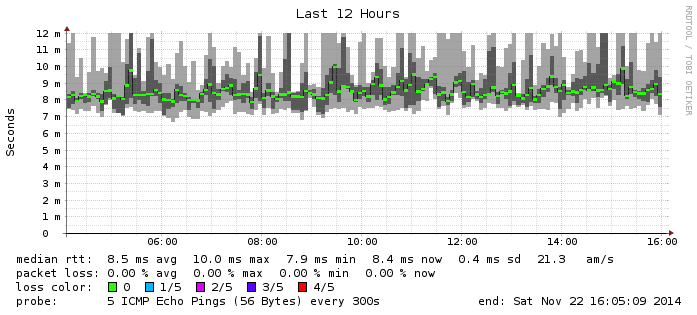 Last 12 Hours
RRDTOOL / TOBI OETIKER
Seconds
12 m
11 m
10 m
9 m
8 m
7 m
6 m
5 m
4 m
3 m
2 m
1 m
0
06:00 08:00 10:00 12:00 14:00 16:00
median rtt: 8.5 ms avg 10.0 ms max 7.9 ms min 8.4 ms now 0.4 ms sd 21.3 am/s
packet loss: 0.00 % avg 0.00 % max 0.00 % min 0.00 % now
loss color: 0 1/5 2/5 3/5 4/5
probe: 5 ICMP Echo Pings (56 Bytes) every 300s end: Sat Nov 22 16:05:09 2014